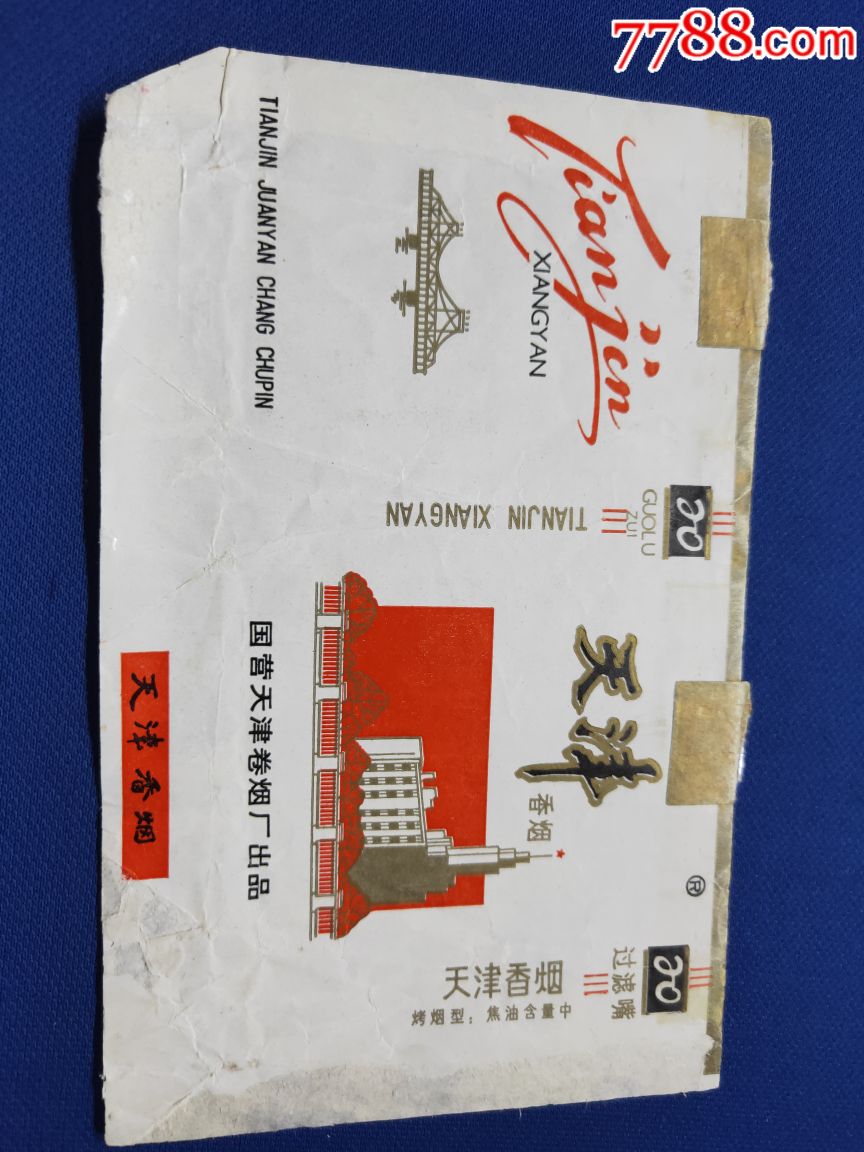 7788.com
Tianjin
XIANGYAN
TIANJIN JUANYAN CHANG CHUPIN
20
GUOLU
ZUI
TIANJIN XIANGYAN
天津
香烟
®
国营天津卷烟厂出品
天津香烟
20
过滤嘴
天津香烟
烤烟型：焦油含量中